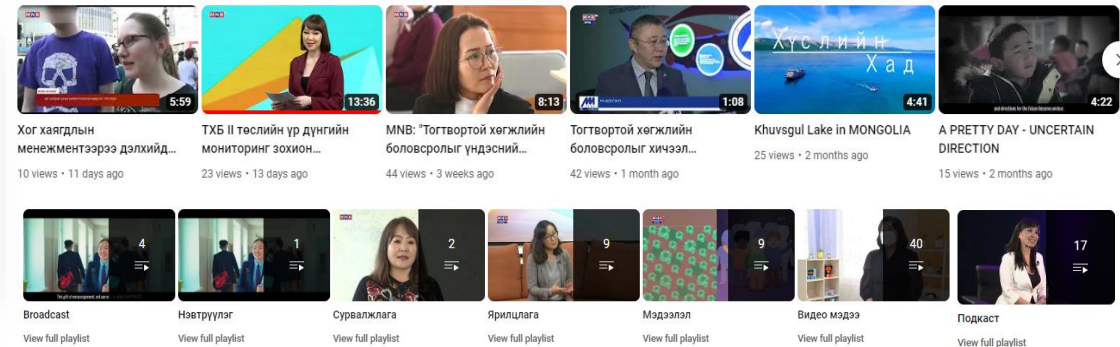 5:59
13:36
8:13
1:08
Хүслийн
Хад
4:41
4:22
Хог хаягдлын
менежментээрээ дэлхийд...
10 views • 11 days ago
ТХБ II төслийн үр дүнгийн
мониторинг зохион...
23 views • 13 days ago
MNB: "Тогтвортой хөгжлийн
боловсролыг үндэсний...
44 views • 3 weeks ago
Тогтвортой хөгжлийн
боловсролыг хичээл...
42 views • 1 month ago
Khuvsgul Lake in MONGOLIA
25 views • 2 months ago
A PRETTY DAY - UNCERTAIN
DIRECTION
15 views • 2 months ago
4
1
2
9
9
40
17
Broadcast
View full playlist
Нэвтрүүлэг
View full playlist
Сурвалжлага
View full playlist
Ярилцлага
View full playlist
Мэдээлэл
View full playlist
Видео мэдээ
View full playlist
Подкаст
View full playlist